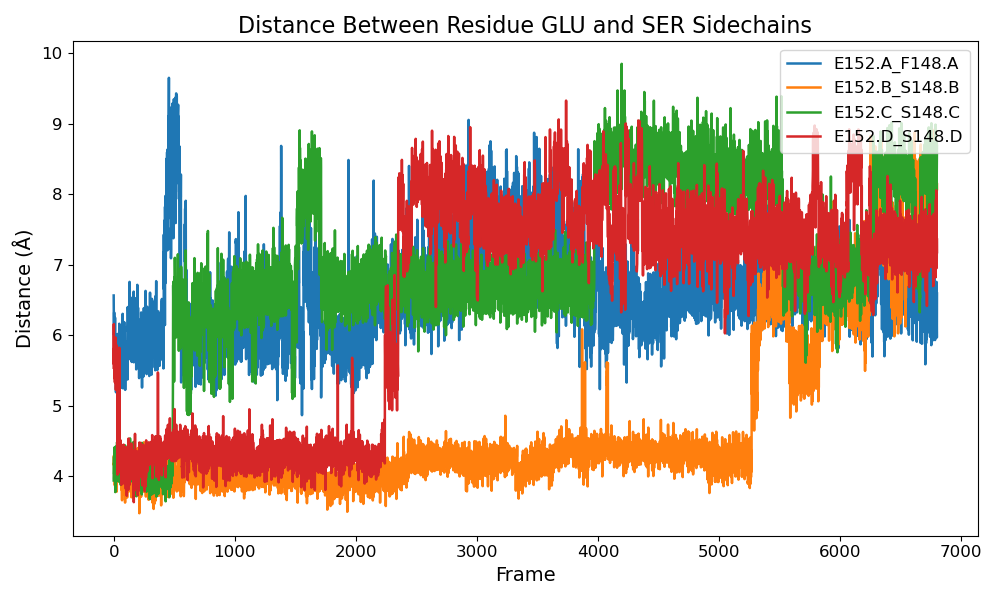 Distance Between Residue GLU and SER Sidechains
10
9
8
7
6
5
4
Distance (Å)
E152.A_F148.A
E152.B_S148.B
E152.C_S148.C
E152.D_S148.D
0 1000 2000 3000 4000 5000 6000 7000
Frame